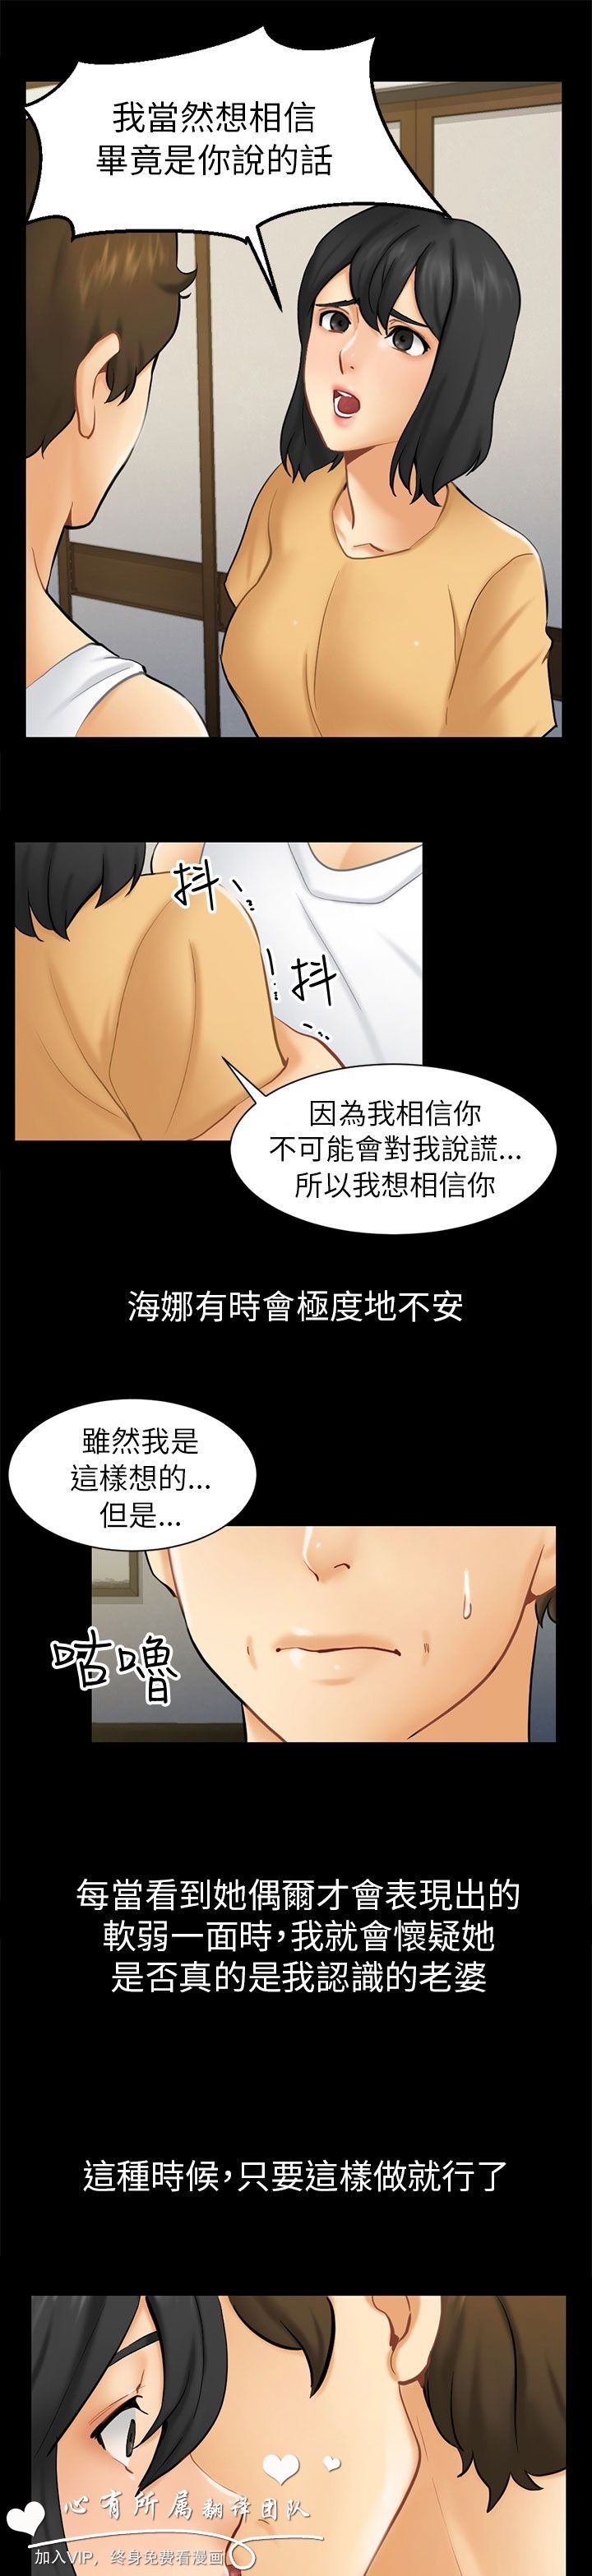 我當然想相信
畢竟是你說的話
抖
抖
因為我相信你
不可能會對我說謊...
所以我想相信你
海娜有時會極度地不安
雖然我是
這樣想的...
但是...
咕嚕
每當看到她偶爾才會表現出的
軟弱一面時，我就會懷疑她
是否真的是我認識的老婆
這種時候，只要這樣做就行了
心有所属翻译团队
加入VIP，终身免费看漫画